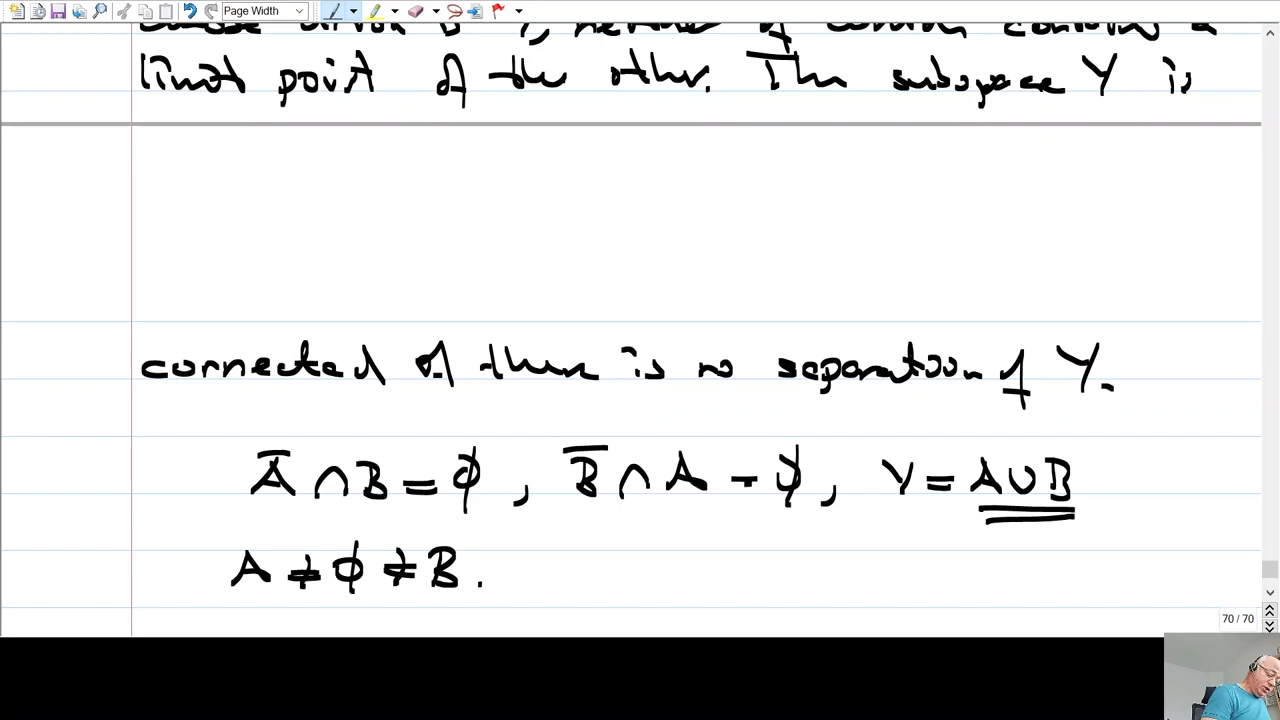 Page Width
limit point of the other. The subspace Y is
connected if there is no separation of Y.
A̅ ∩ B = ϕ, B̅ ∩ A = ϕ, Y = A ∪ B
A ≠ ϕ ≠ B.
70 / 70